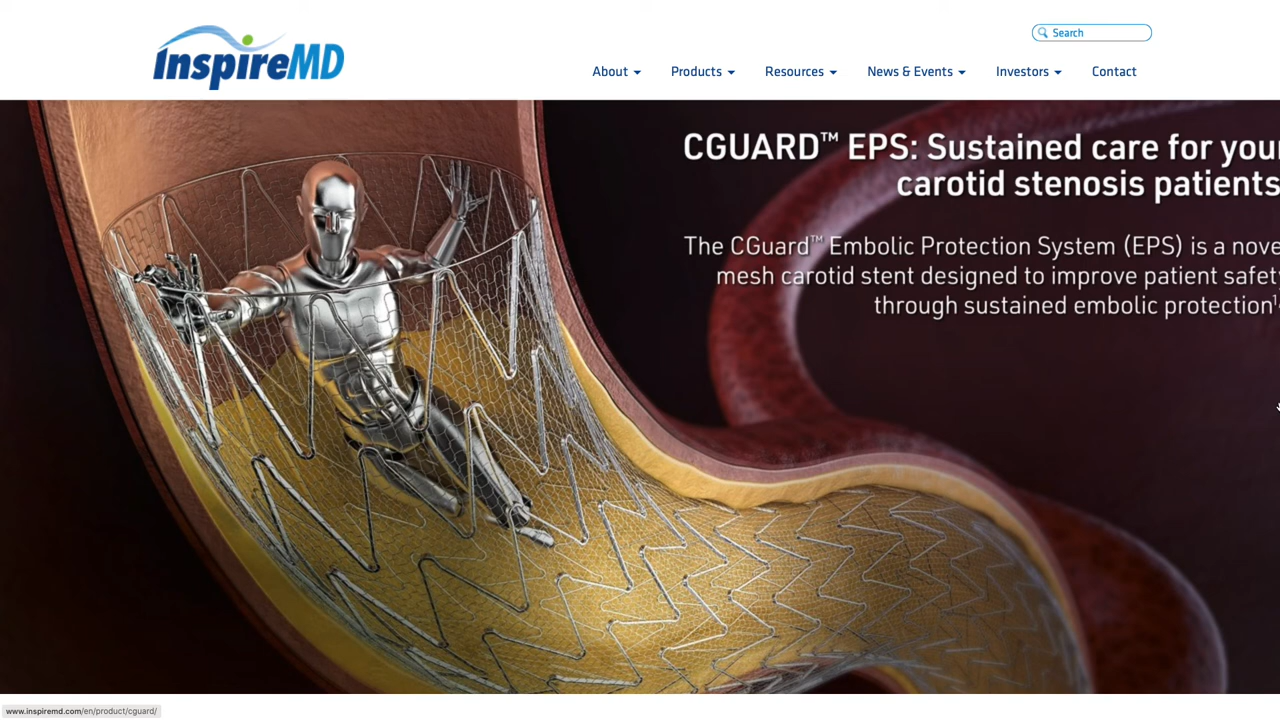 InspireMD
Search
About
Products
Resources
News & Events
Investors
Contact
CGUARD™ EPS: Sustained care for your
carotid stenosis patients
The CGuard™ Embolic Protection System (EPS) is a nove
mesh carotid stent designed to improve patient safety
through sustained embolic protection¹
www.inspiremd.com/en/product/cguard/